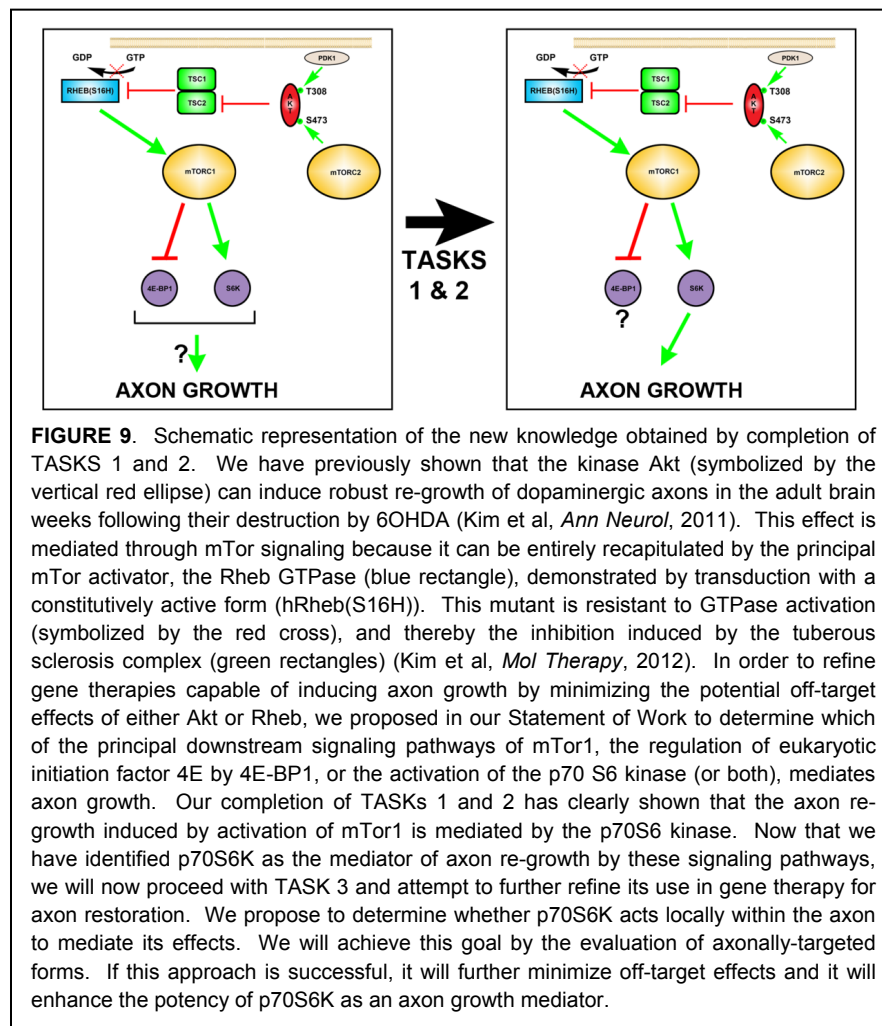 GDP GTP
PDK1
RHEB(S16H)
TSC1
TSC2
AKT
T308
S473
mTORC1
mTORC2
4E-BP1
S6K
?
AXON GROWTH
TASKS
1 & 2
GDP GTP
PDK1
RHEB(S16H)
TSC1
TSC2
AKT
T308
S473
mTORC1
mTORC2
4E-BP1
S6K
?
AXON GROWTH
FIGURE 9. Schematic representation of the new knowledge obtained by completion of
TASKS 1 and 2. We have previously shown that the kinase Akt (symbolized by the
vertical red ellipse) can induce robust re-growth of dopaminergic axons in the adult brain
weeks following their destruction by 6OHDA (Kim et al, Ann Neurol, 2011). This effect is
mediated through mTor signaling because it can be entirely recapitulated by the principal
mTor activator, the Rheb GTPase (blue rectangle), demonstrated by transduction with a
constitutively active form (hRheb(S16H)). This mutant is resistant to GTPase activation
(symbolized by the red cross), and thereby the inhibition induced by the tuberous
sclerosis complex (green rectangles) (Kim et al, Mol Therapy, 2012). In order to refine
gene therapies capable of inducing axon growth by minimizing the potential off-target
effects of either Akt or Rheb, we proposed in our Statement of Work to determine which
of the principal downstream signaling pathways of mTor1, the regulation of eukaryotic
initiation factor 4E by 4E-BP1, or the activation of the p70 S6 kinase (or both), mediates
axon growth. Our completion of TASKs 1 and 2 has clearly shown that the axon re-
growth induced by activation of mTor1 is mediated by the p70S6 kinase. Now that we
have identified p70S6K as the mediator of axon re-growth by these signaling pathways,
we will now proceed with TASK 3 and attempt to further refine its use in gene therapy for
axon restoration. We propose to determine whether p70S6K acts locally within the axon
to mediate its effects. We will achieve this goal by the evaluation of axonally-targeted
forms. If this approach is successful, it will further minimize off-target effects and it will
enhance the potency of p70S6K as an axon growth mediator.